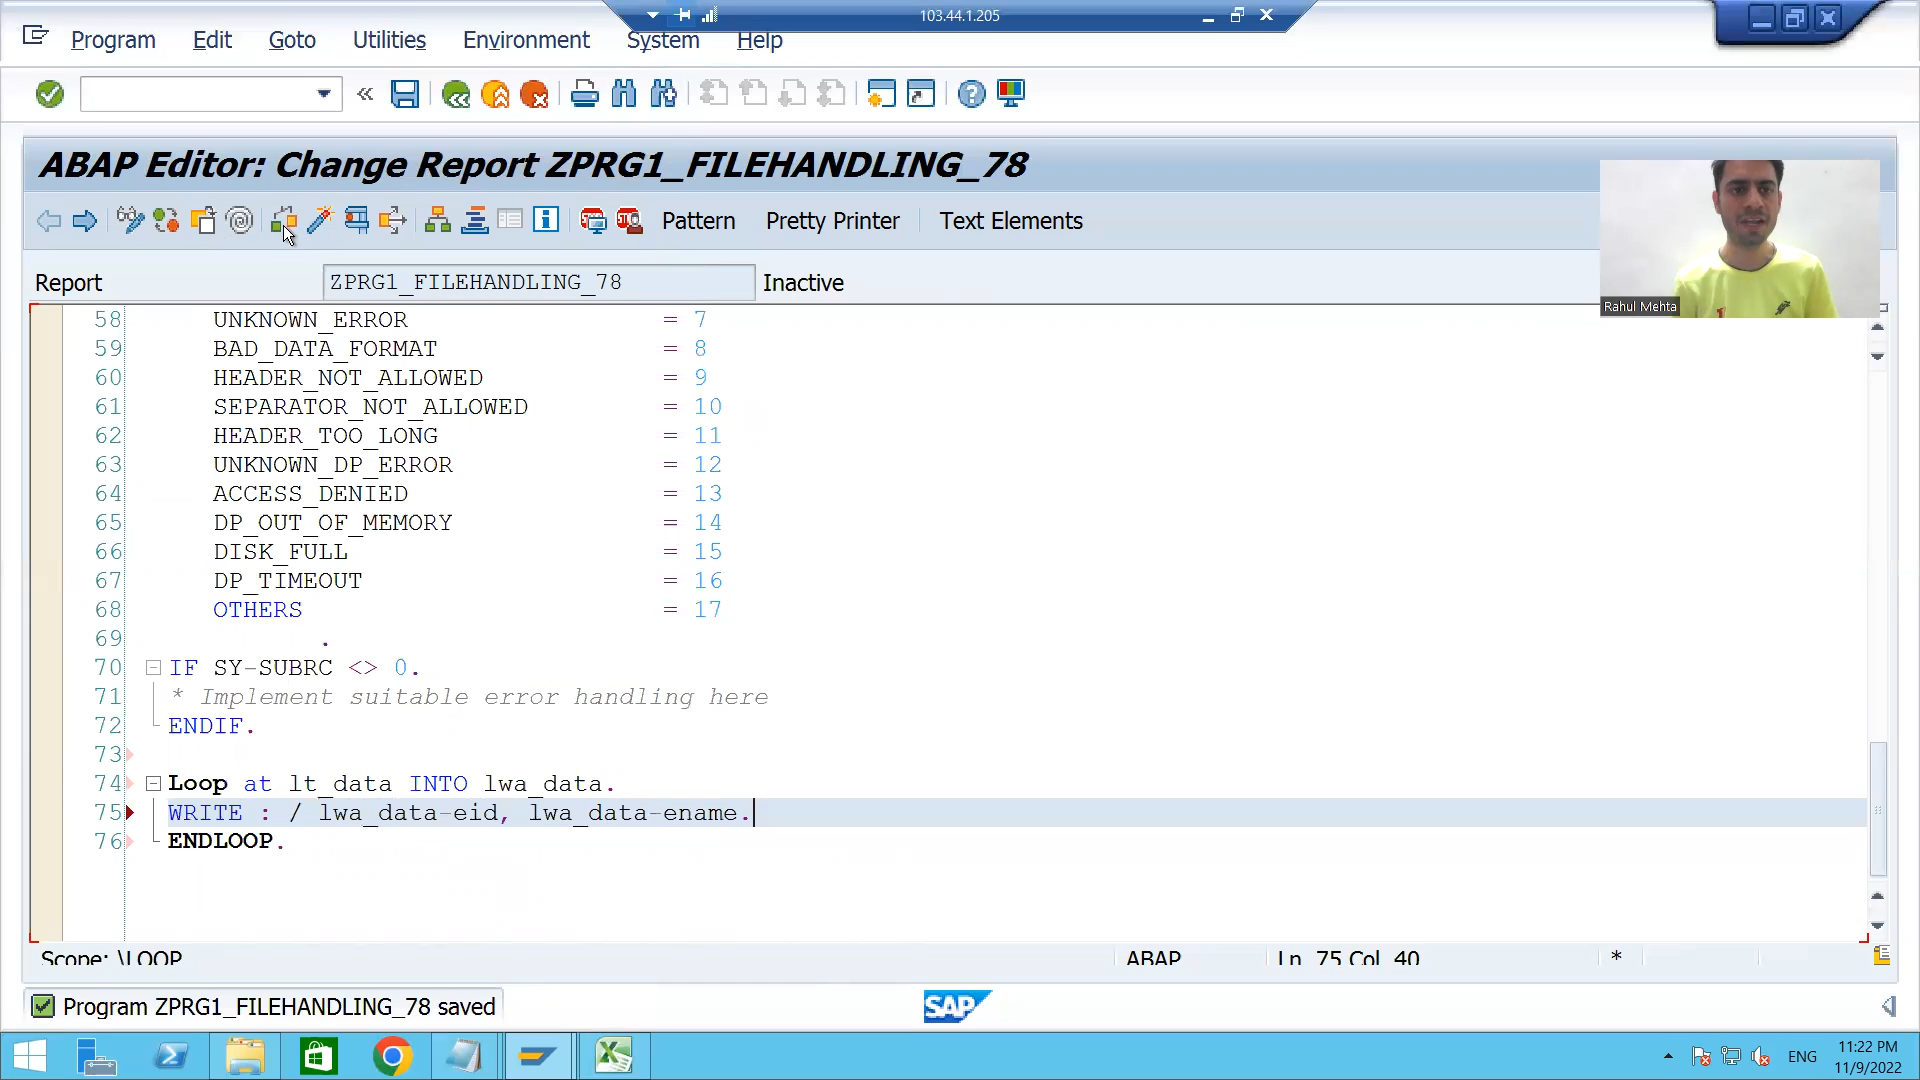 103.44.1.205
Program Edit Goto Utilities Environment System Help
ABAP Editor: Change Report ZPRG1_FILEHANDLING_78
Pattern Pretty Printer Text Elements
Report ZPRG1_FILEHANDLING_78 Inactive
Rahul Mehta
58 UNKNOWN_ERROR = 7
59 BAD_DATA_FORMAT = 8
60 HEADER_NOT_ALLOWED = 9
61 SEPARATOR_NOT_ALLOWED = 10
62 HEADER_TOO_LONG = 11
63 UNKNOWN_DP_ERROR = 12
64 ACCESS_DENIED = 13
65 DP_OUT_OF_MEMORY = 14
66 DISK_FULL = 15
67 DP_TIMEOUT = 16
68 OTHERS = 17
69 .
70 IF SY-SUBRC <> 0.
71 * Implement suitable error handling here
72 ENDIF.
73
74 Loop at lt_data INTO lwa_data.
75 WRITE : / lwa_data-eid, lwa_data-ename.
76 ENDLOOP.
Scope: \LOOP ABAP Ln 75 Col 40 *
Program ZPRG1_FILEHANDLING_78 saved
SAP
ENG
11:22 PM
11/9/2022